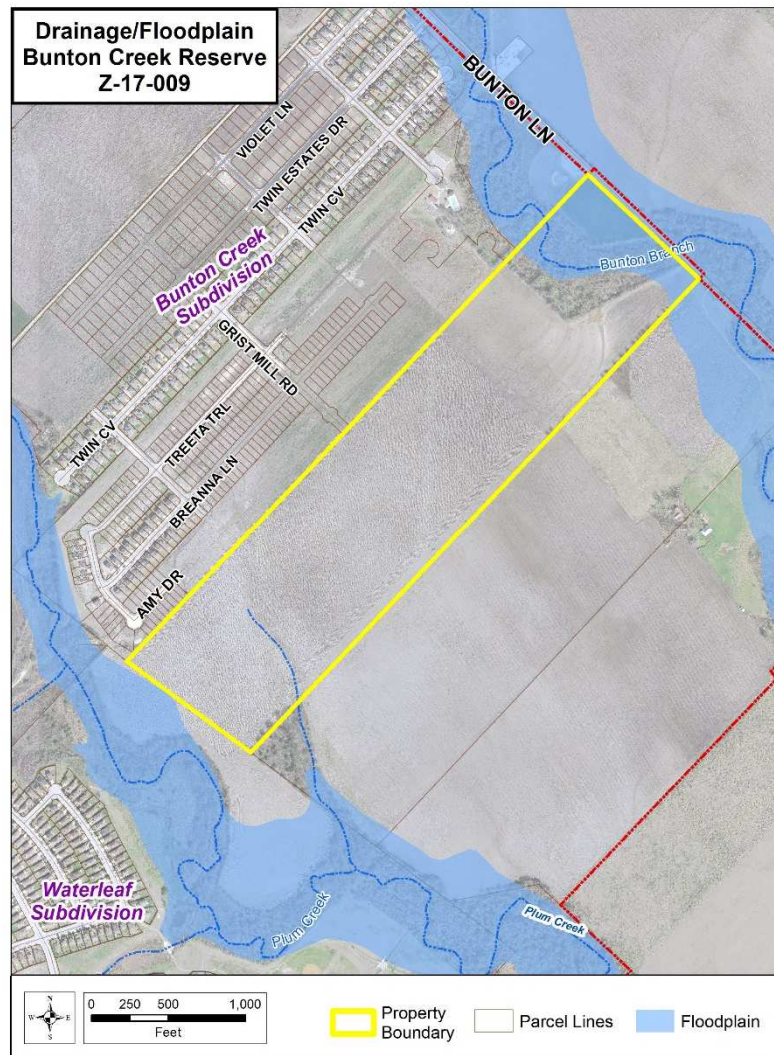 Drainage/Floodplain
Bunton Creek Reserve
Z-17-009
BUNTON LN
VIOLET LN
TWIN ESTATES DR
TWIN CV
Bunton Branch
Bunton Creek
Subdivision
GRIST MILL RD
TWIN CV
TREETA TRL
BREANNA LN
AMY DR
Waterleaf
Subdivision
Plum Creek
Plum Creek
N
W E
S
0 250 500 1,000
Feet
Property
Boundary
Parcel Lines
Floodplain